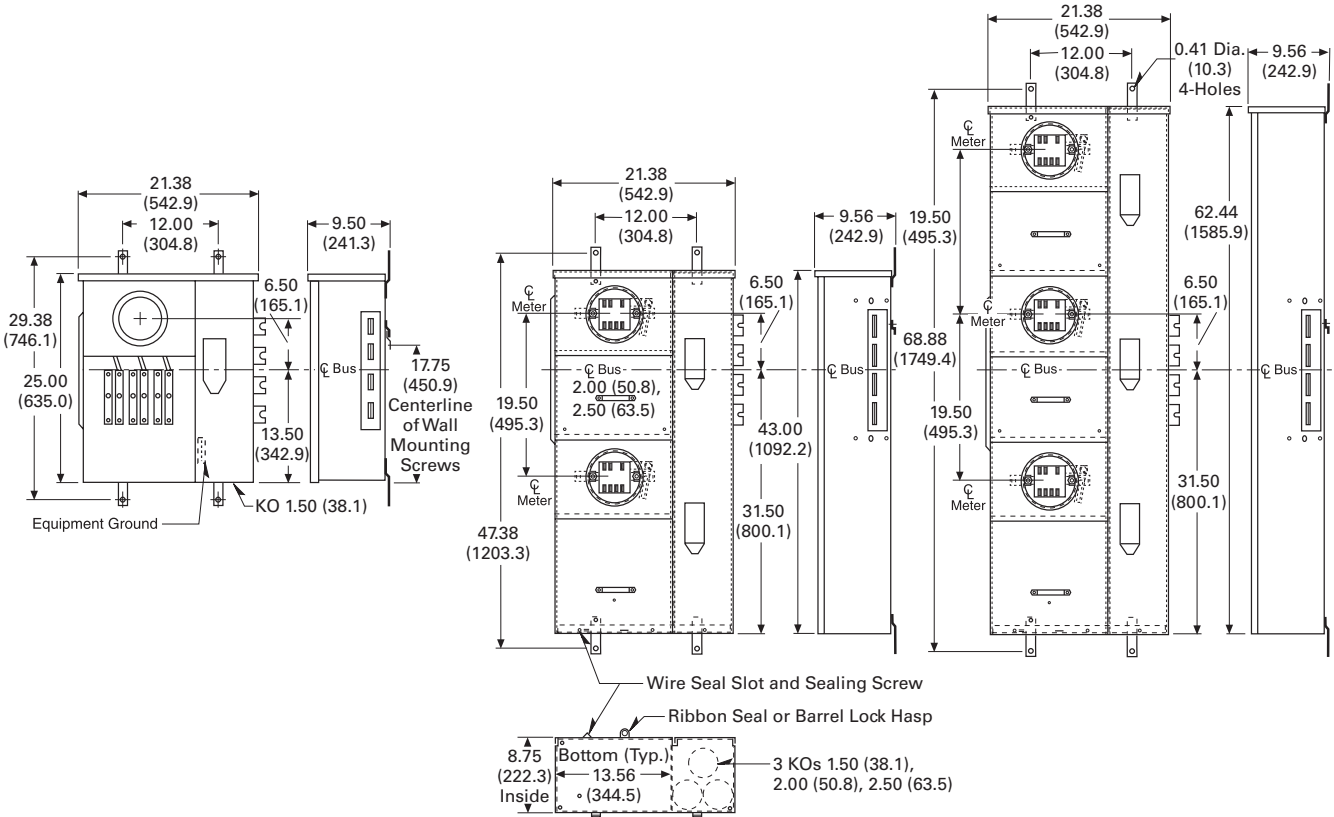 21.38
(542.9)
12.00
(304.8)
9.50
(241.3)
6.50
(165.1)
29.38
(746.1)
25.00
(635.0)
℄ Bus
17.75
(450.9)
Centerline
of Wall
Mounting
Screws
13.50
(342.9)
KO 1.50 (38.1)
Equipment Ground
21.38
(542.9)
12.00
(304.8)
9.56
(242.9)
6.50
(165.1)
℄
Meter
℄ Bus
2.00 (50.8),
2.50 (63.5)
℄ Bus
19.50
(495.3)
43.00
(1092.2)
℄
Meter
31.50
(800.1)
47.38
(1203.3)
21.38
(542.9)
12.00
(304.8)
0.41 Dia.
(10.3)
4-Holes
9.56
(242.9)
℄
Meter
19.50
(495.3)
62.44
(1585.9)
6.50
(165.1)
℄
Meter
68.88
(1749.4)
℄ Bus
19.50
(495.3)
℄
Meter
31.50
(800.1)
Wire Seal Slot and Sealing Screw
Ribbon Seal or Barrel Lock Hasp
8.75
(222.3)
Inside
Bottom (Typ.)
13.56
(344.5)
3 KOs 1.50 (38.1),
2.00 (50.8), 2.50 (63.5)